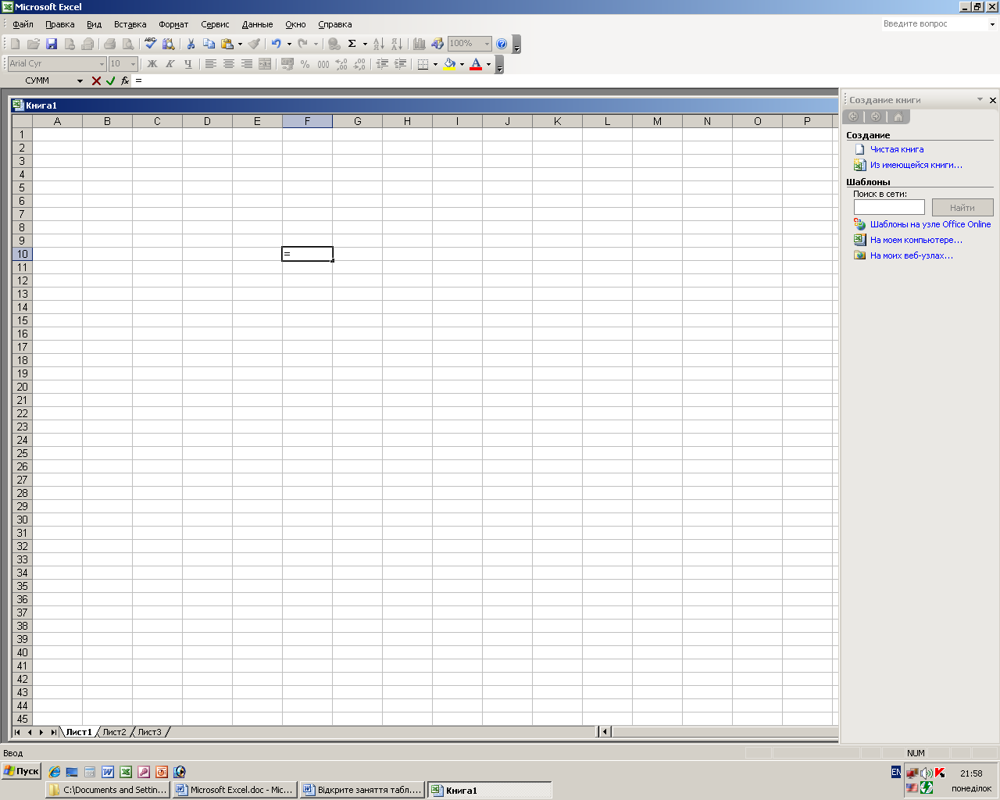 Microsoft Excel
Файл Правка Вид Вставка Формат Сервис Данные Окно Справка Введите вопрос
100%
Arial Cyr 10 Ж К Ч % 000
СУММ fx =
Книга1
Создание книги
A B C D E F G H I J K L M N O P
Создание
Чистая книга
Из имеющейся книги...
Шаблоны
Поиск в сети:
Найти
Шаблоны на узле Office Online
На моем компьютере...
На моих веб-узлах...
1
2
3
4
5
6
7
8
9
10 =
11
12
13
14
15
16
17
18
19
20
21
22
23
24
25
26
27
28
29
30
31
32
33
34
35
36
37
38
39
40
41
42
43
44
45
Лист1 Лист2 Лист3
Ввод NUM
Пуск EN 21:58
C:\Documents and Settin... Microsoft Excel.doc - Mic... Відкрите заняття табл.... Книга1 понеділок